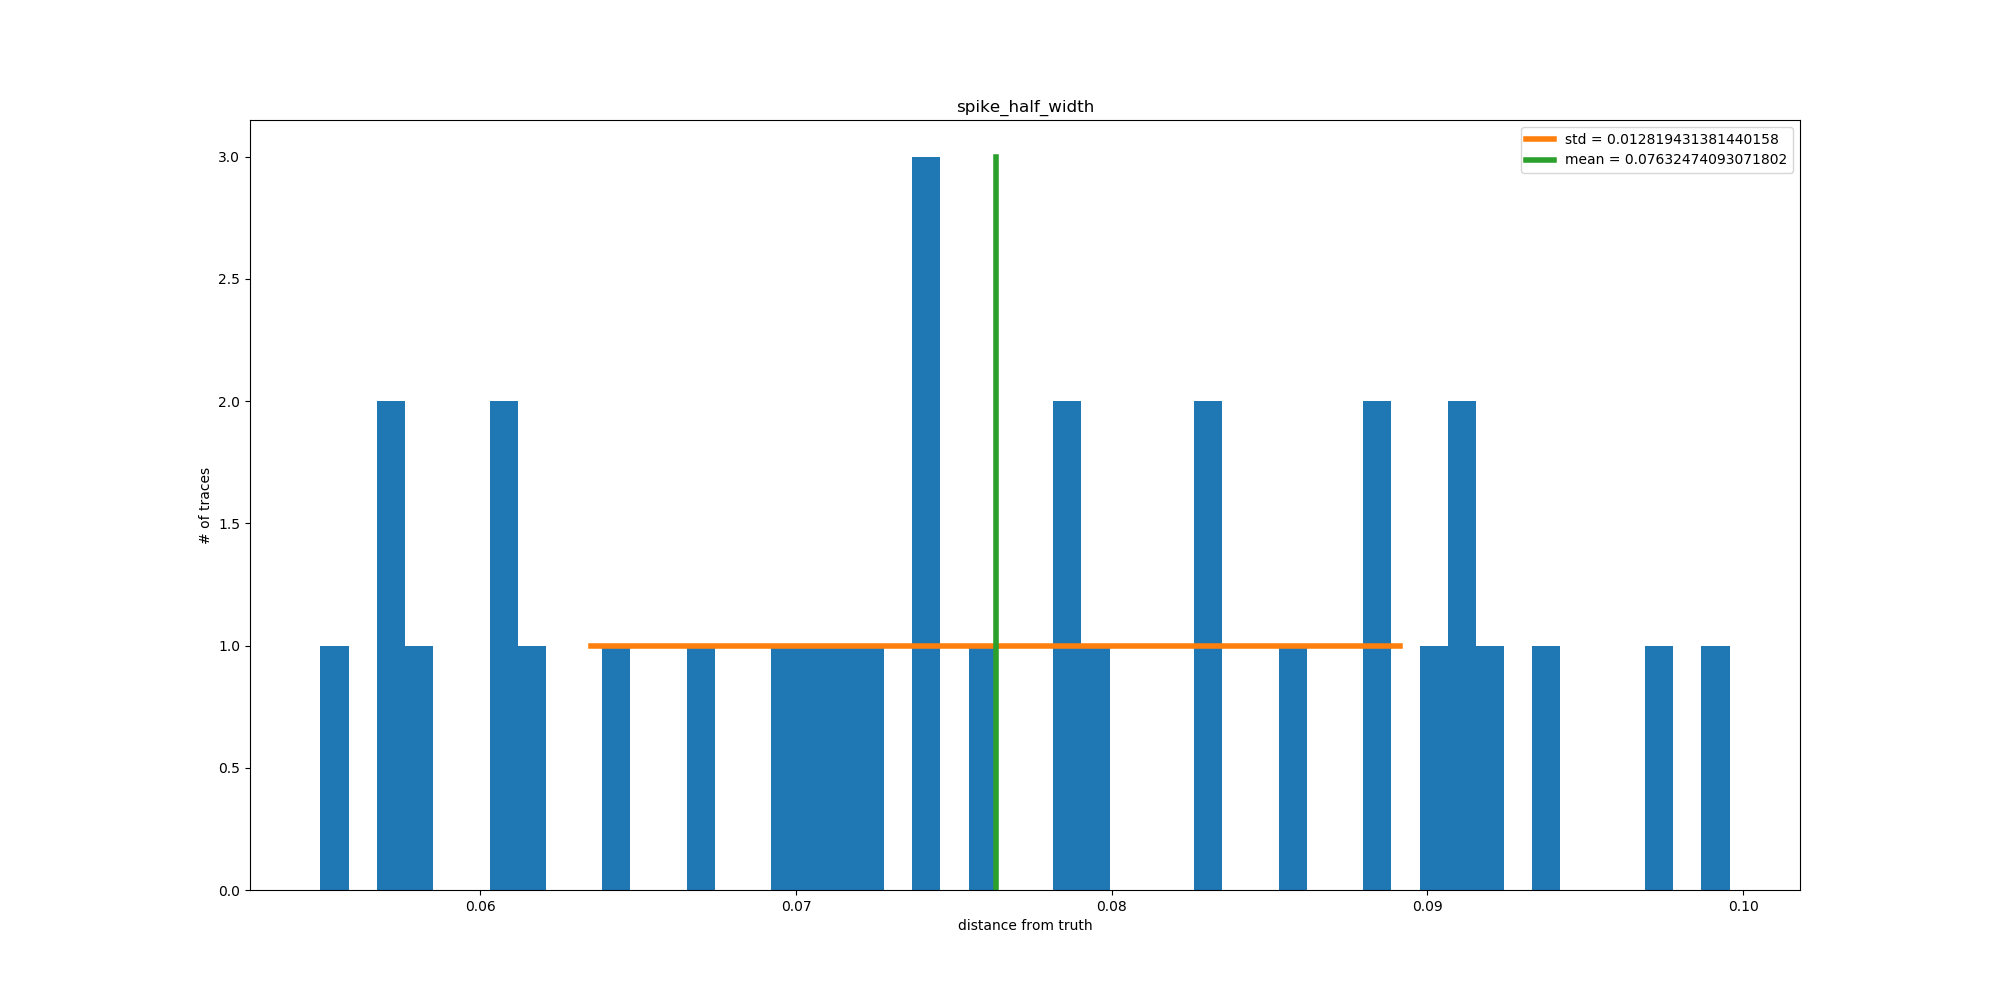 spike_half_width
std = 0.012819431381440158
mean = 0.07632474093071802
3.0
2.5
2.0
1.5
1.0
0.5
0.0
# of traces
0.06 0.07 0.08 0.09 0.10
distance from truth